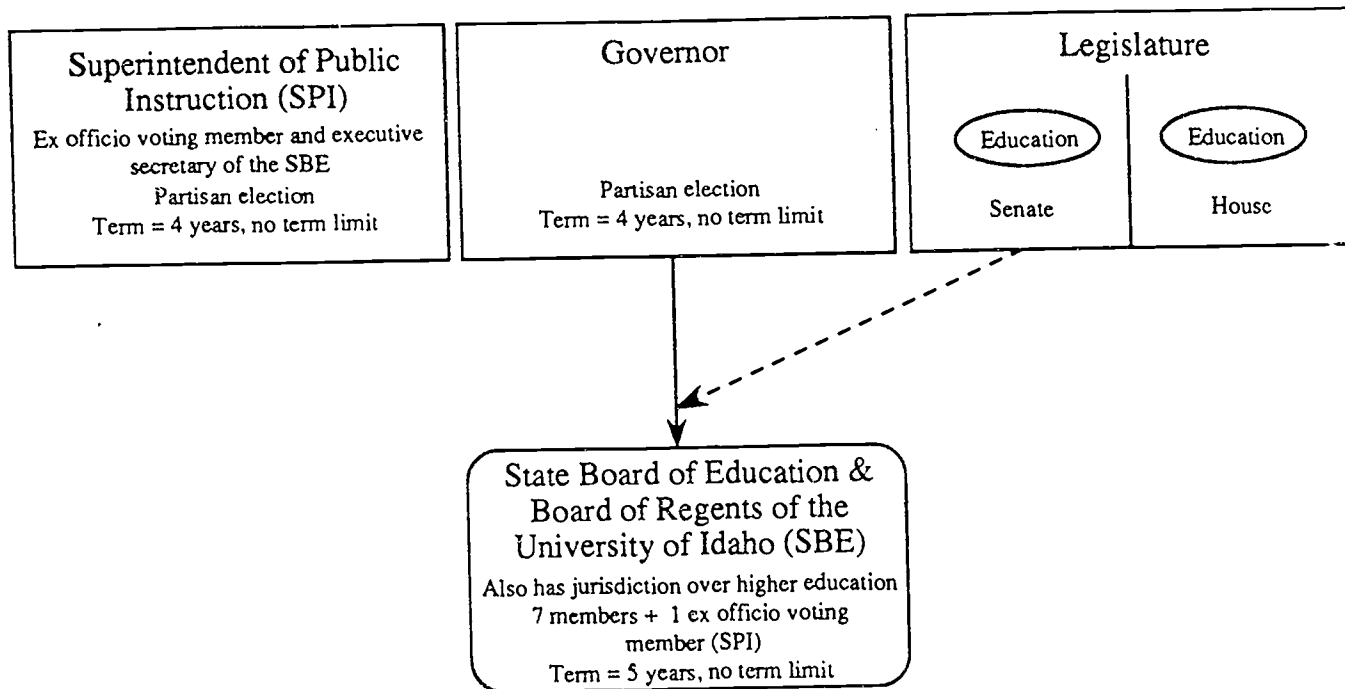 Superintendent of Public
Instruction (SPI)
Ex officio voting member and executive
secretary of the SBE
Partisan election
Term = 4 years, no term limit
Governor
Partisan election
Term = 4 years, no term limit
Legislature
Education
Education
Senate
House
State Board of Education &
Board of Regents of the
University of Idaho (SBE)
Also has jurisdiction over higher education
7 members + 1 ex officio voting
member (SPI)
Term = 5 years, no term limit